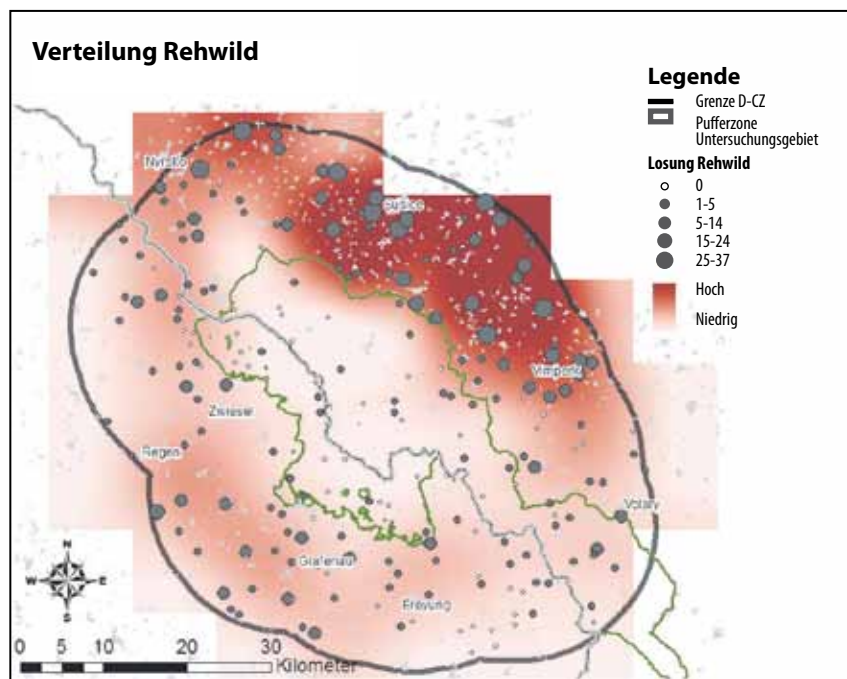 Verteilung Rehwild
Legende
Grenze D-CZ
Pufferzone
Untersuchungsgebiet
Losung Rehwild
0
1-5
5-14
15-24
25-37
Hoch
Niedrig
Nyrsko
Susice
Vimperk
Zwiesel
Regen
Volary
Grafenau
Freyung
N
W
E
S
0 5 10 20 30
Kilometer